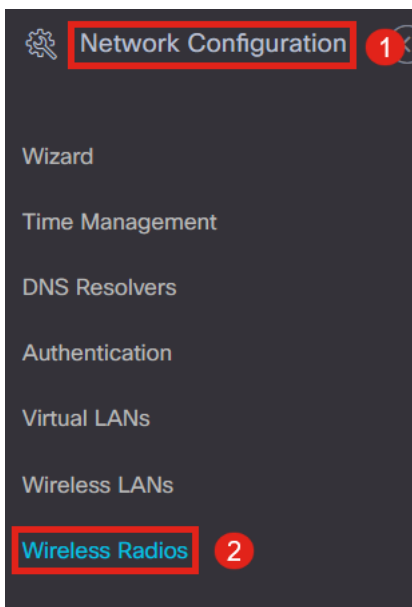 Network Configuration 1
Wizard
Time Management
DNS Resolvers
Authentication
Virtual LANs
Wireless LANs
Wireless Radios 2